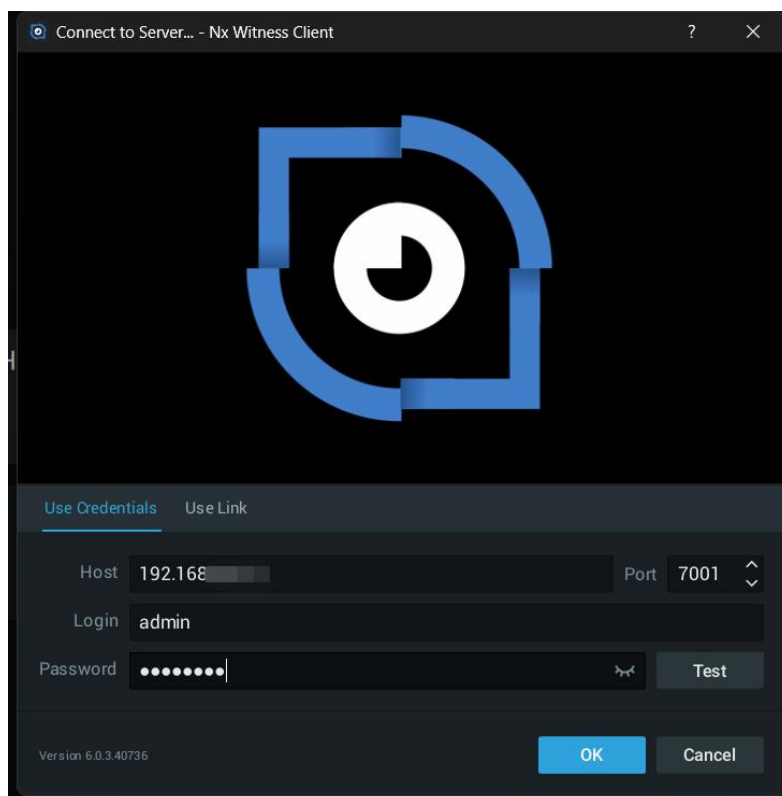 Connect to Server... - Nx Witness Client ?
Use Credentials Use Link
Host 192.168 Port 7001
Login admin
Password ●●●●●●●● Test
Version 6.0.3.40736 OK Cancel